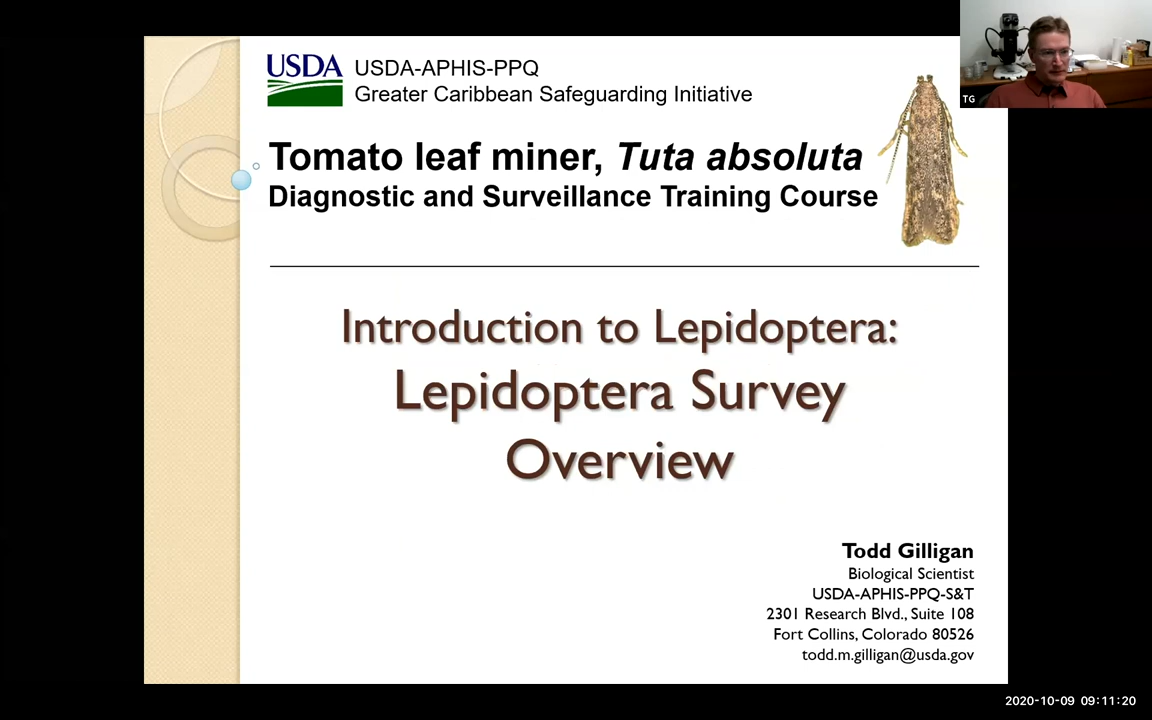 USDA
USDA-APHIS-PPQ
Greater Caribbean Safeguarding Initiative
TG
Tomato leaf miner, Tuta absoluta
Diagnostic and Surveillance Training Course
Introduction to Lepidoptera:
Lepidoptera Survey
Overview
Todd Gilligan
Biological Scientist
USDA-APHIS-PPQ-S&T
2301 Research Blvd., Suite 108
Fort Collins, Colorado 80526
todd.m.gilligan@usda.gov
2020-10-09 09:11:20